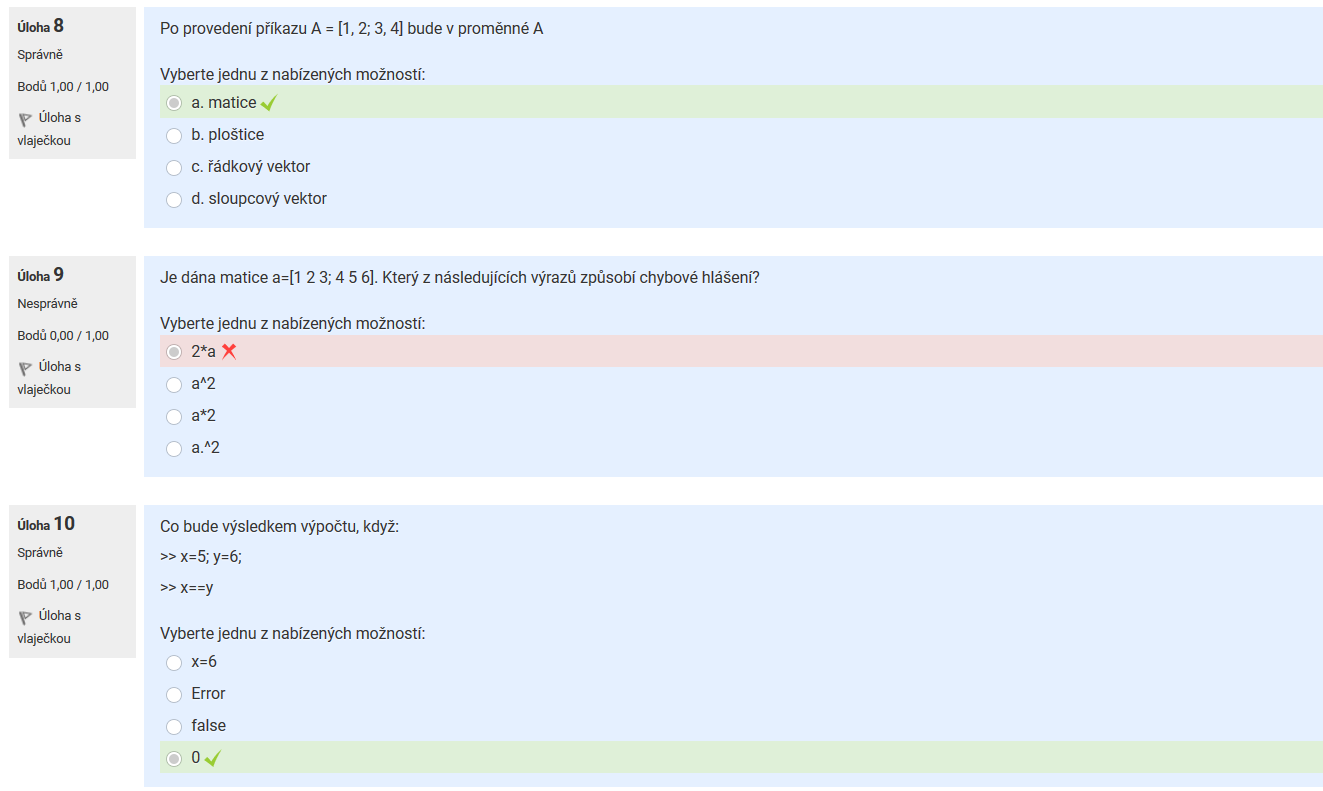 Úloha 8
Správně
Bodů 1,00 / 1,00
Úloha s
vlaječkou
Po provedení příkazu A = [1, 2; 3, 4] bude v proměnné A
Vyberte jednu z nabízených možností:
a. matice
b. ploštice
c. řádkový vektor
d. sloupcový vektor
Úloha 9
Nesprávně
Bodů 0,00 / 1,00
Úloha s
vlaječkou
Je dána matice a=[1 2 3; 4 5 6]. Který z následujících výrazů způsobí chybové hlášení?
Vyberte jednu z nabízených možností:
2*a
a^2
a*2
a.^2
Úloha 10
Správně
Bodů 1,00 / 1,00
Úloha s
vlaječkou
Co bude výsledkem výpočtu, když:
>> x=5; y=6;
>> x==y
Vyberte jednu z nabízených možností:
x=6
Error
false
0